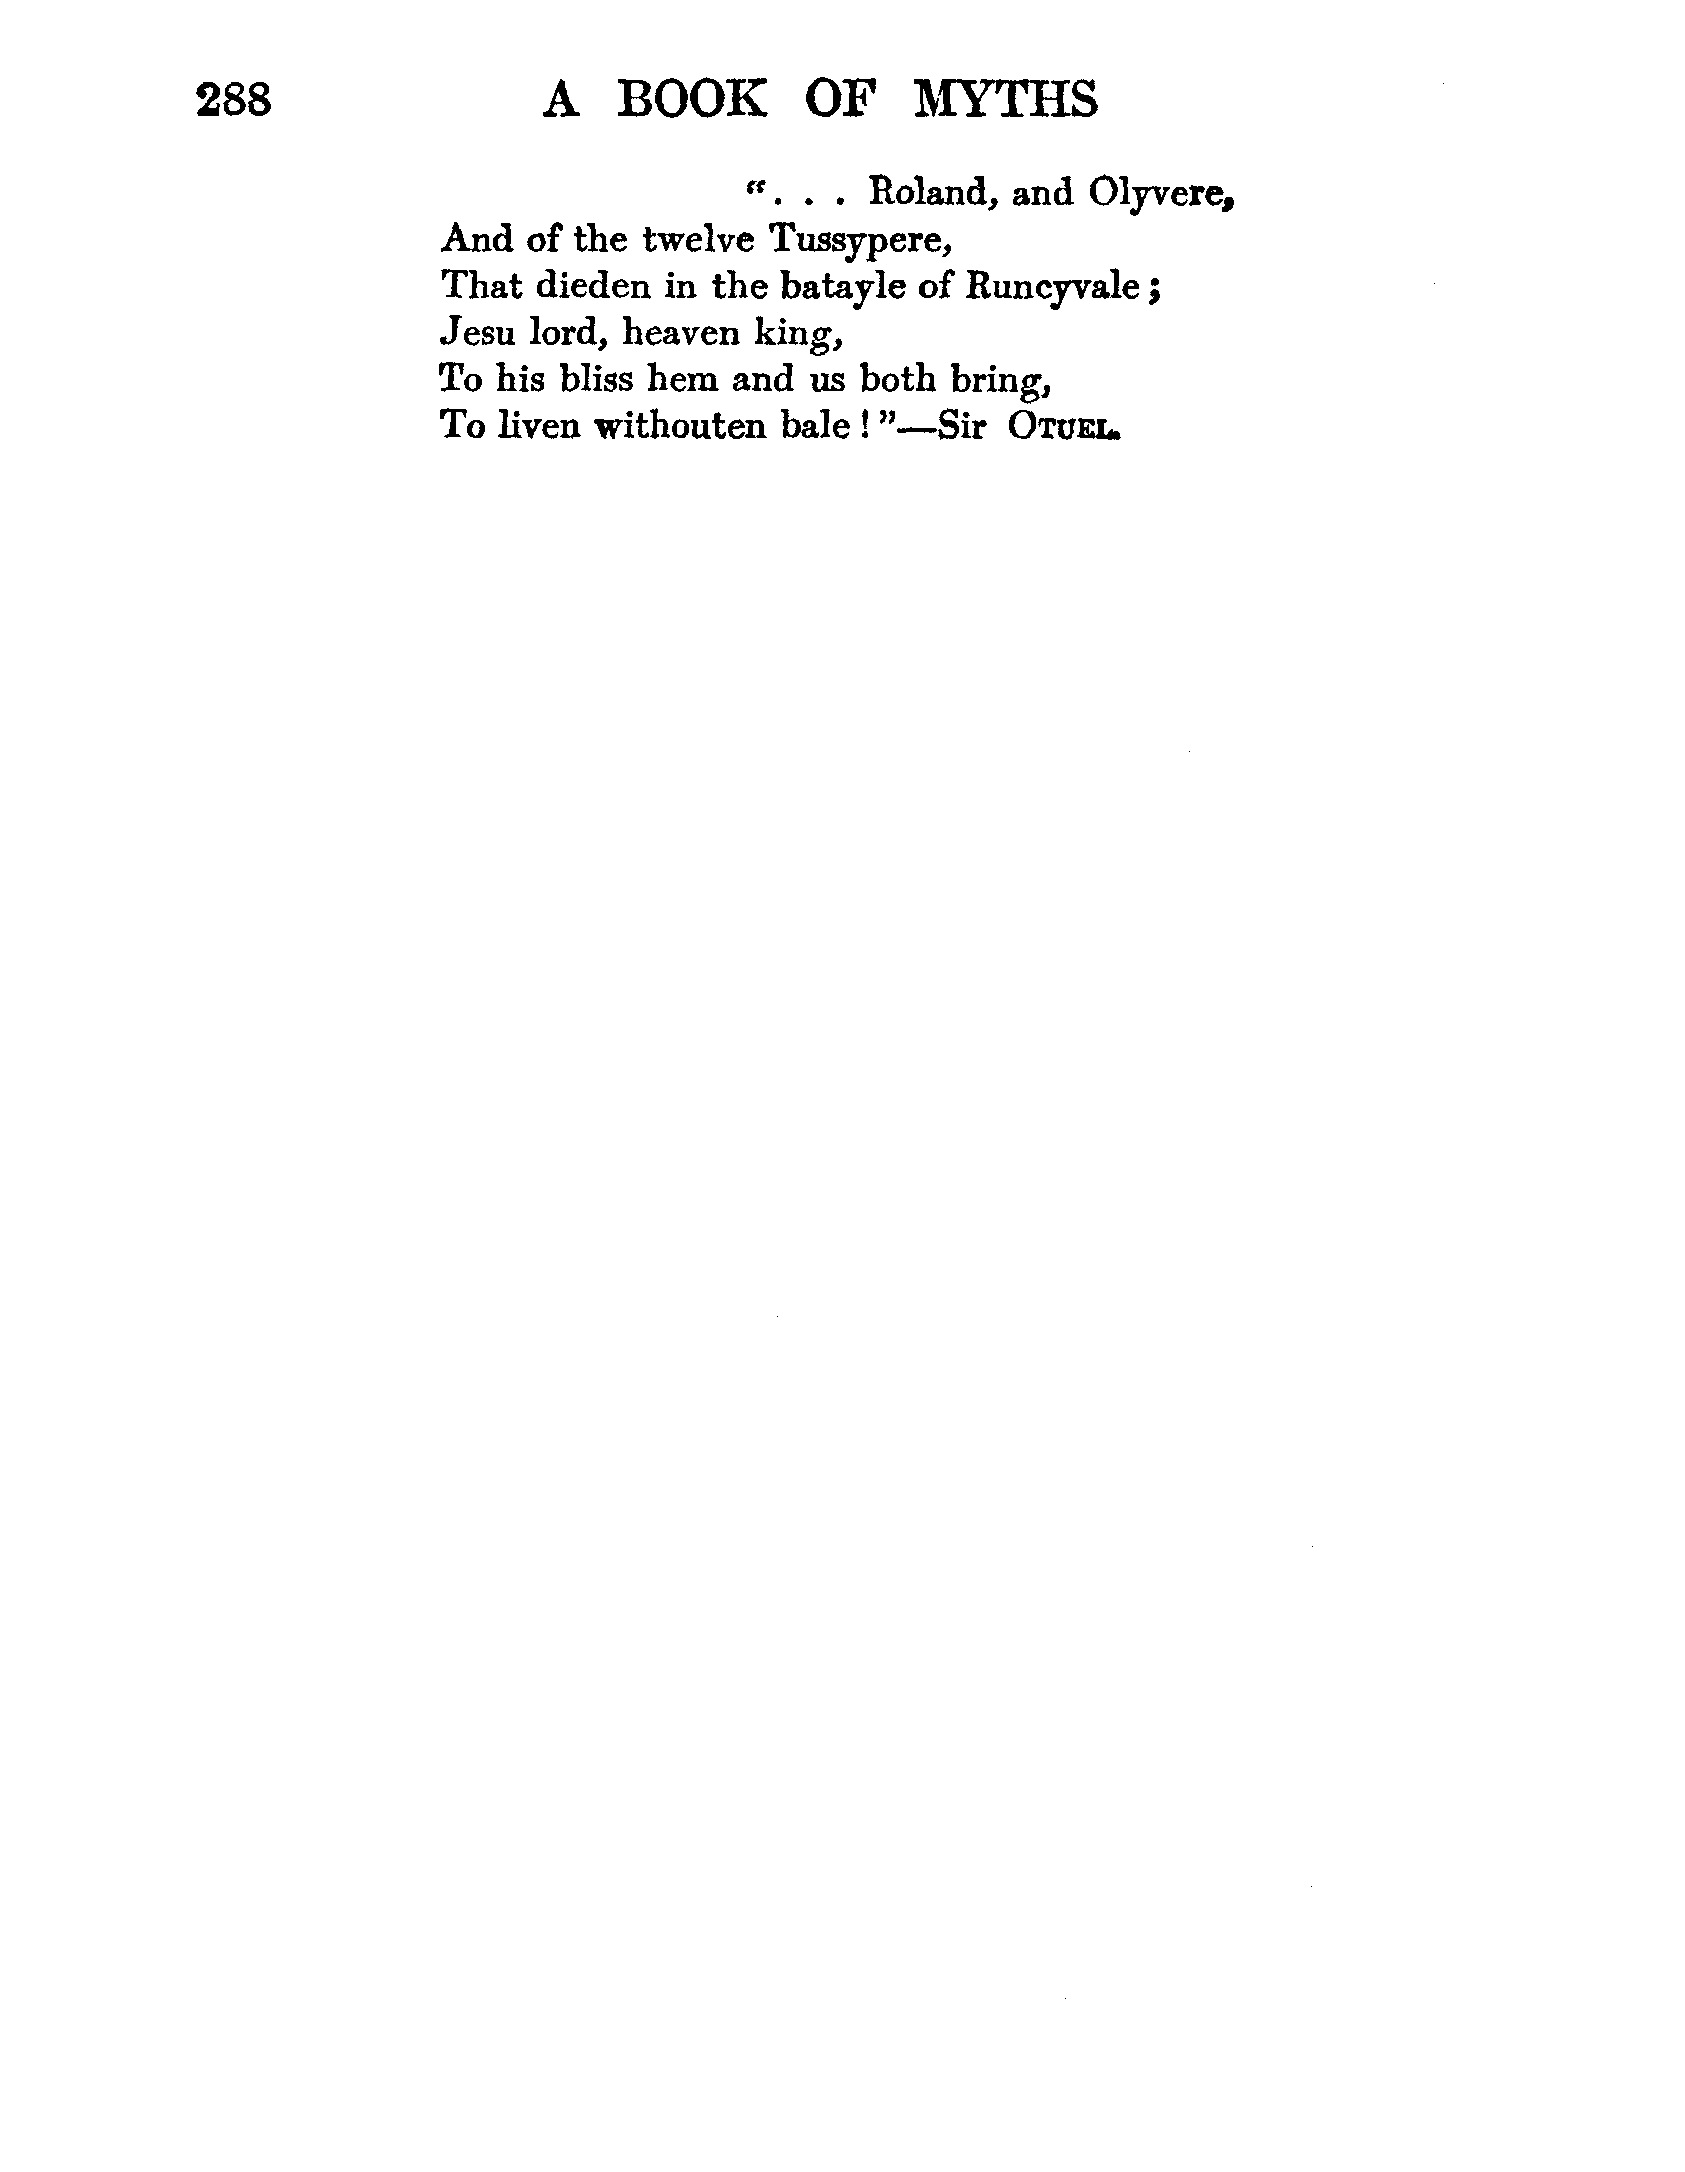 288 A BOOK OF MYTHS
“. . . Roland, and Olyvere,
And of the twelve Tussypere,
That dieden in the batayle of Runcyvale ;
Jesu lord, heaven king,
To his bliss hem and us both bring,
To liven withouten bale ! ”—Sir OTUEL.